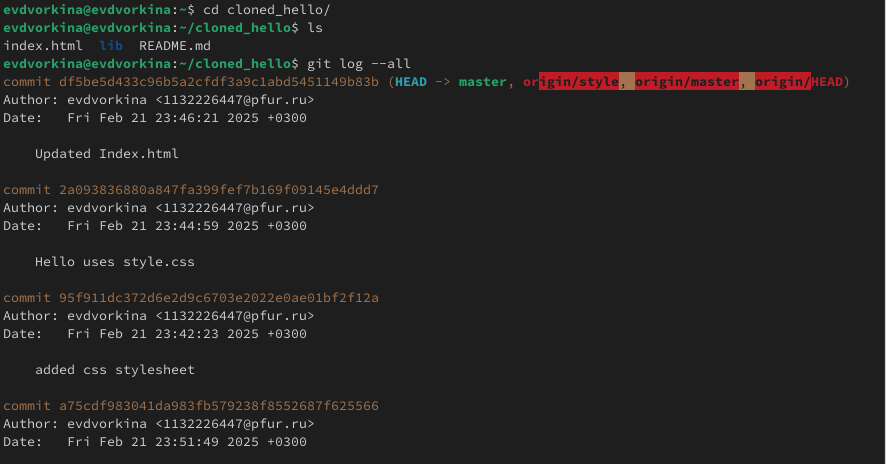 evdvorkina@evdvorkina:~$ cd cloned_hello/
evdvorkina@evdvorkina:~/cloned_hello$ ls
index.html  lib  README.md
evdvorkina@evdvorkina:~/cloned_hello$ git log --all
commit df5be5d433c96b5a2cfdf3a9c1abd5451149b83b (HEAD -> master, origin/style, origin/master, origin/HEAD)
Author: evdvorkina <1132226447@pfur.ru>
Date:   Fri Feb 21 23:46:21 2025 +0300
    Updated Index.html
commit 2a093836880a847fa399fef7b169f09145e4ddd7
Author: evdvorkina <1132226447@pfur.ru>
Date:   Fri Feb 21 23:44:59 2025 +0300
    Hello uses style.css
commit 95f911dc372d6e2d9c6703e2022e0ae01bf2f12a
Author: evdvorkina <1132226447@pfur.ru>
Date:   Fri Feb 21 23:42:23 2025 +0300
    added css stylesheet
commit a75cdf983041da983fb579238f8552687f625566
Author: evdvorkina <1132226447@pfur.ru>
Date:   Fri Feb 21 23:51:49 2025 +0300